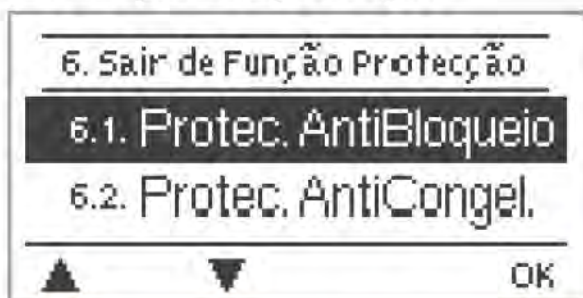 6. Sair de Função Protecção
6.1. Protec. AntiBloqueio
6.2. Protec. AntiCongel.
▲ ▼ OK